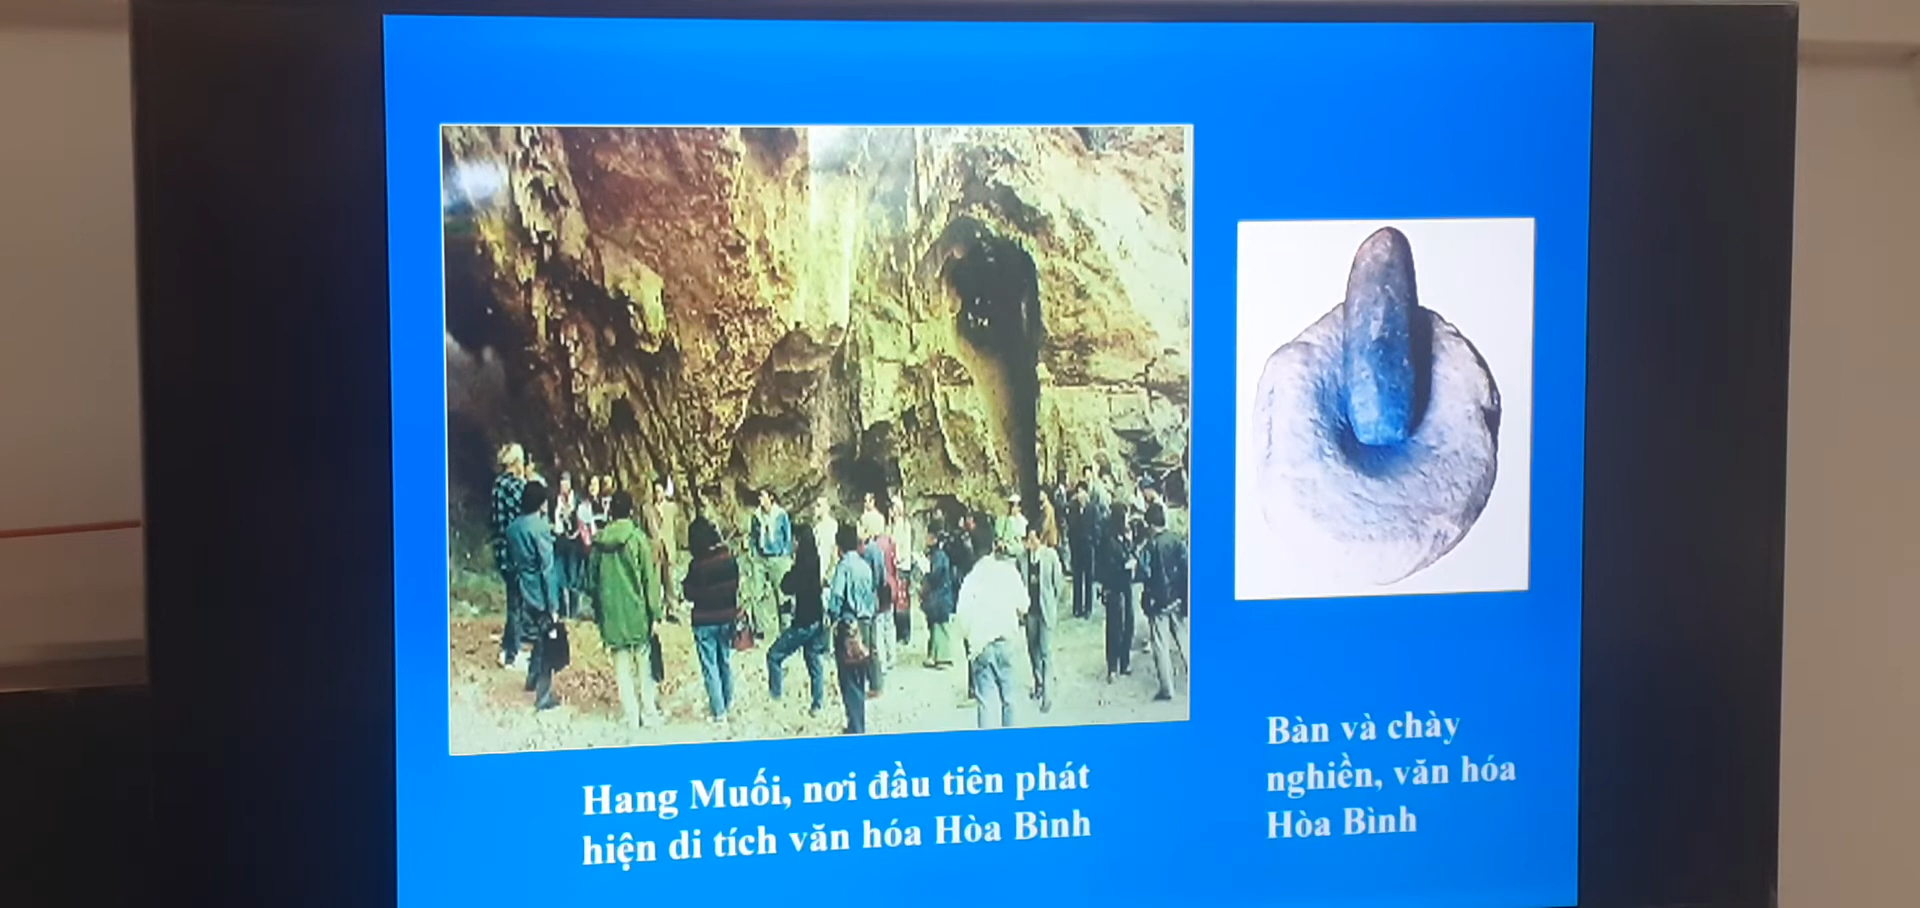 Hang Muối, nơi đầu tiên phát
hiện di tích văn hóa Hòa Bình
Bàn và chày
nghiền, văn hóa
Hòa Bình